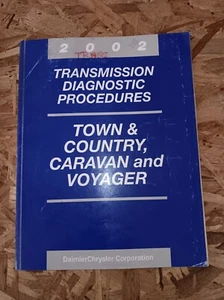 2002
TRANSMISSION
DIAGNOSTIC
PROCEDURES
TOWN &
COUNTRY,
CARAVAN and
VOYAGER
DaimlerChrysler Corporation